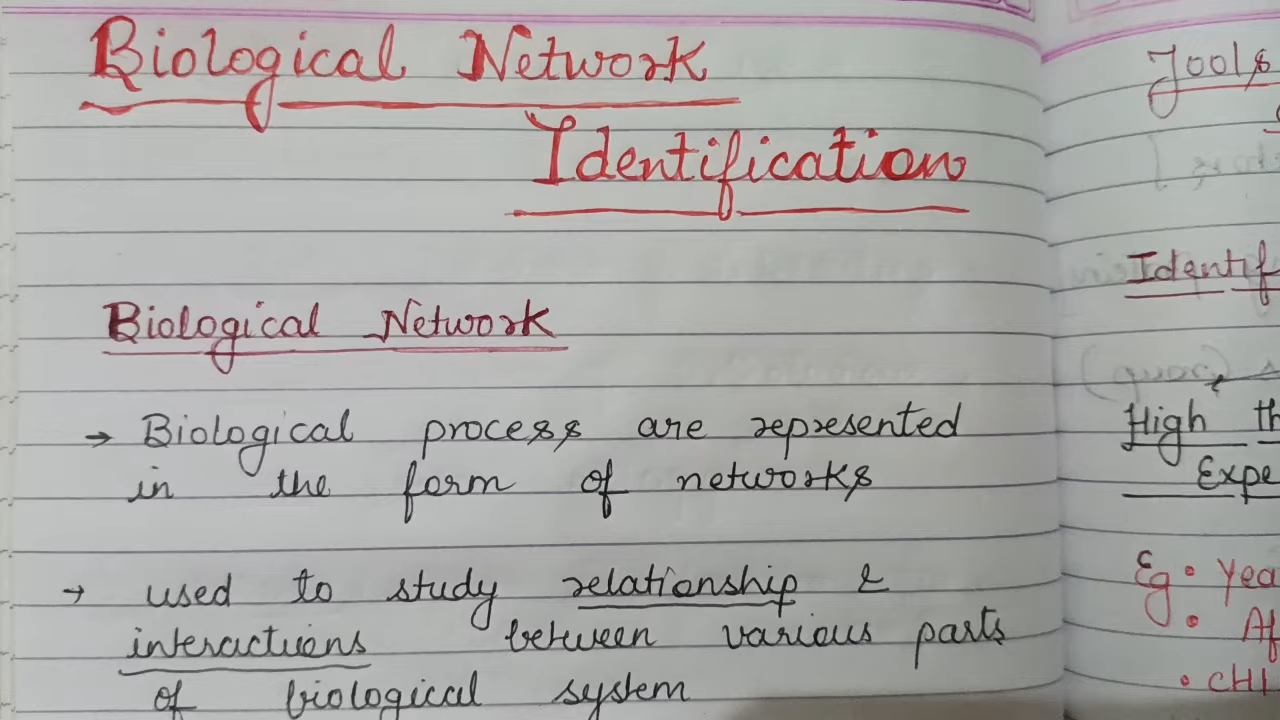 Biological Network
Identification
Biological Network
→ Biological process are represented
in the form of networks
→ used to study relationship &
interactions between various parts
of biological system
Tools
Identif
High th
Expe
Eg • Yea
• Af
• CHI